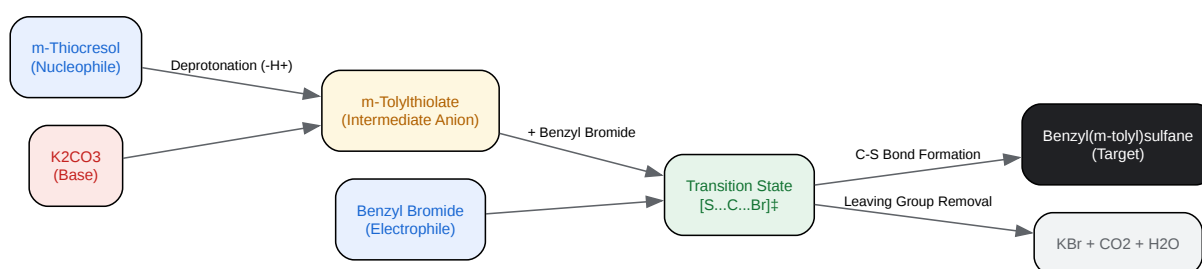 m-Thiocresol
(Nucleophile)
Deprotonation (-H+)
K2CO3
(Base)
m-Tolylthiolate
(Intermediate Anion)
+ Benzyl Bromide
Benzyl Bromide
(Electrophile)
Transition State
[S...C...Br]‡
C-S Bond Formation
Leaving Group Removal
Benzyl(m-tolyl)sulfane
(Target)
KBr + CO2 + H2O